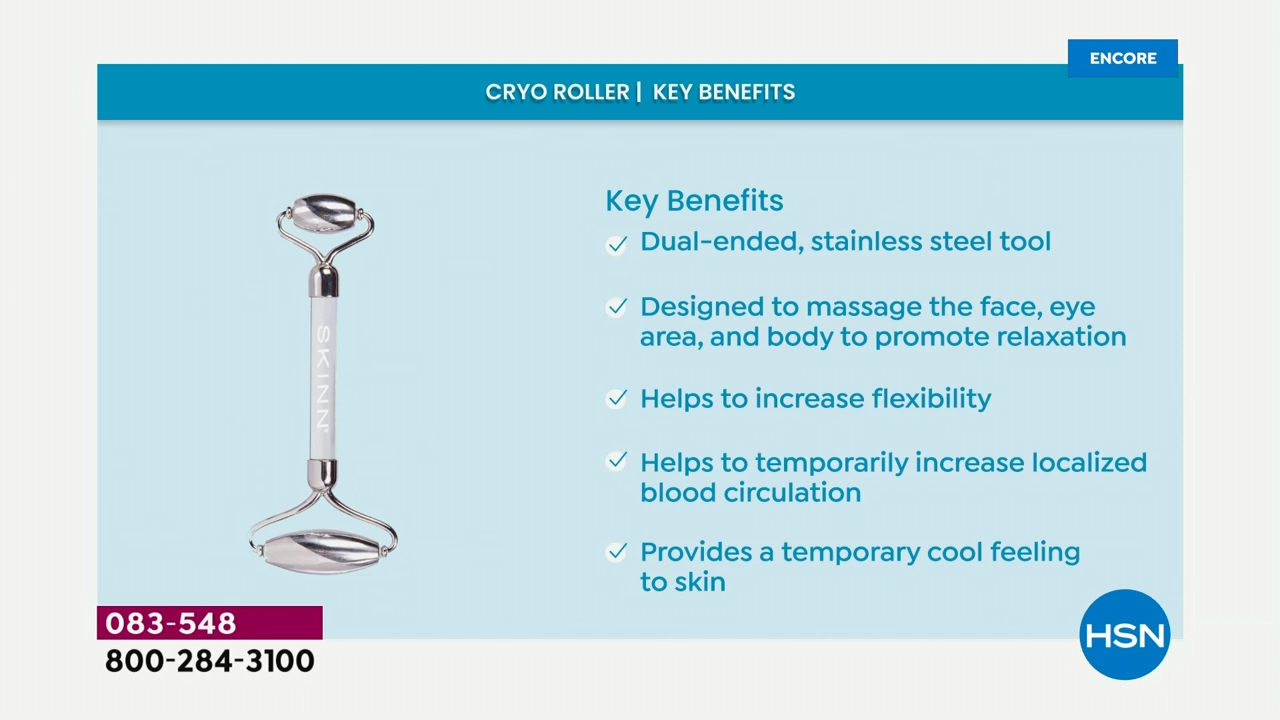 ENCORE
CRYO ROLLER | KEY BENEFITS
Key Benefits
Dual-ended, stainless steel tool
Designed to massage the face, eye
area, and body to promote relaxation
Helps to increase flexibility
Helps to temporarily increase localized
blood circulation
Provides a temporary cool feeling
to skin
SKINN
083-548
800-284-3100
HSN